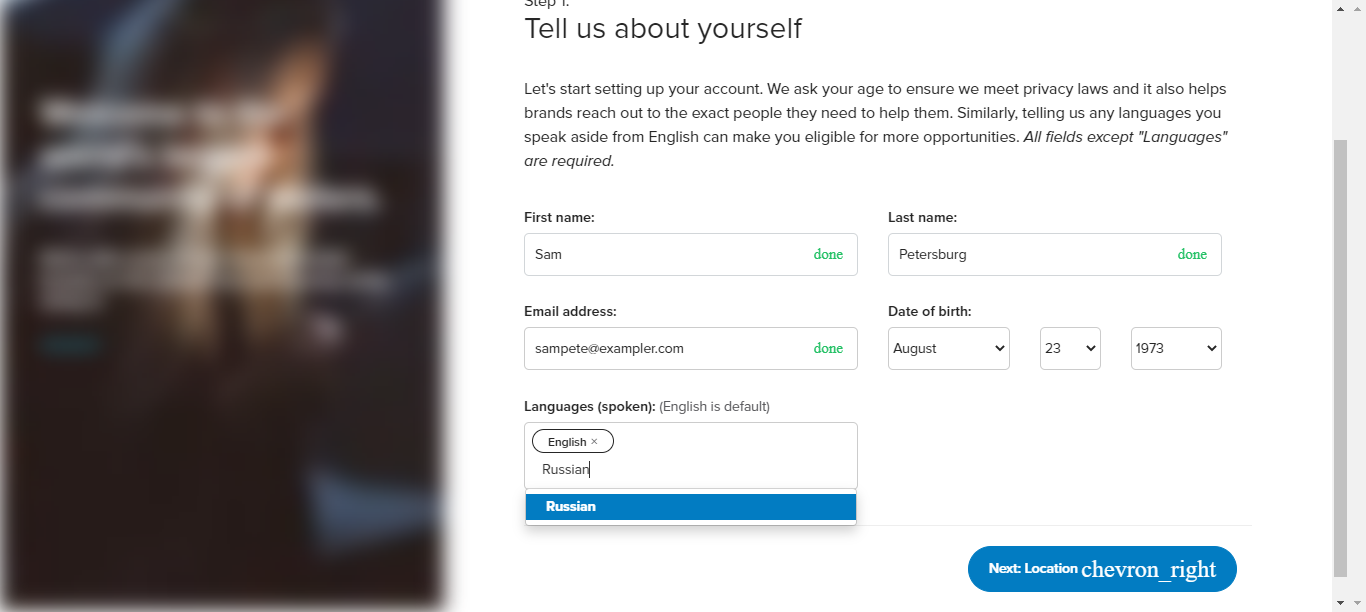 Step 1:
Tell us about yourself
Let's start setting up your account. We ask your age to ensure we meet privacy laws and it also helps
brands reach out to the exact people they need to help them. Similarly, telling us any languages you
speak aside from English can make you eligible for more opportunities. All fields except "Languages"
are required.
First name:
Last name:
Sam done
Petersburg done
Email address:
Date of birth:
sampete@exampler.com done
August 23 1973
Languages (spoken): (English is default)
English ×
Russian
Russian
Next: Location chevron_right